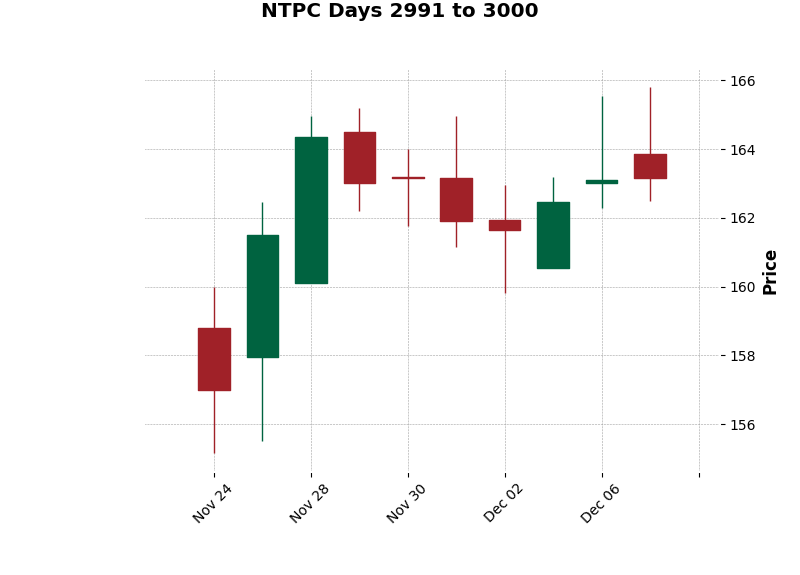 NTPC Days 2991 to 3000
166
164
162
160
158
156
Price
Nov 24
Nov 28
Nov 30
Dec 02
Dec 06